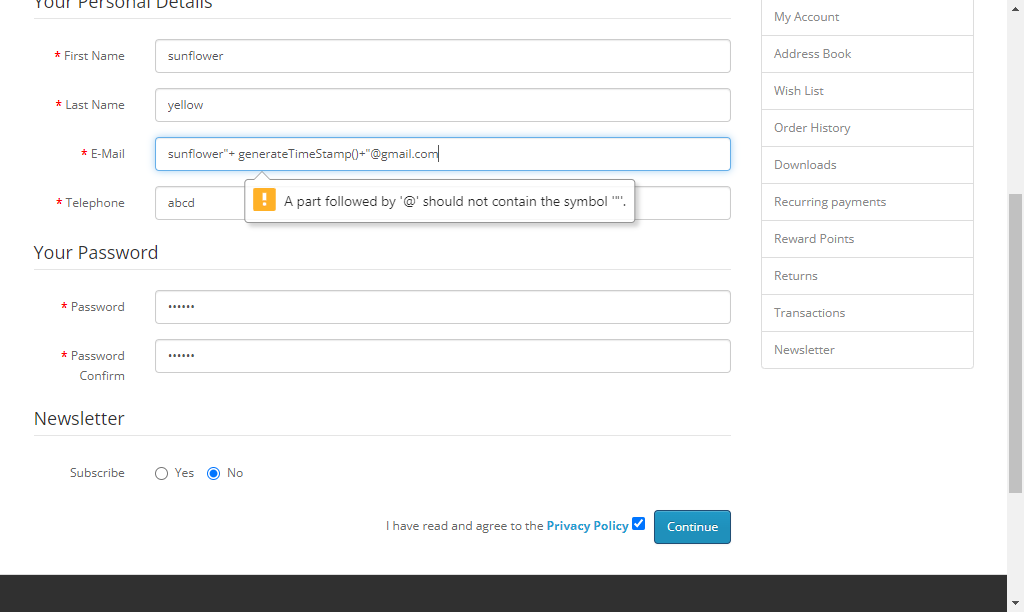 Your Personal Details
* First Name
sunflower
* Last Name
yellow
* E-Mail
sunflower"+ generateTimeStamp()+"@gmail.com
A part followed by '@' should not contain the symbol '"'.
* Telephone
abcd
Your Password
* Password
••••••
* Password
Confirm
••••••
Newsletter
Subscribe
Yes
No
I have read and agree to the Privacy Policy
Continue
My Account
Address Book
Wish List
Order History
Downloads
Recurring payments
Reward Points
Returns
Transactions
Newsletter